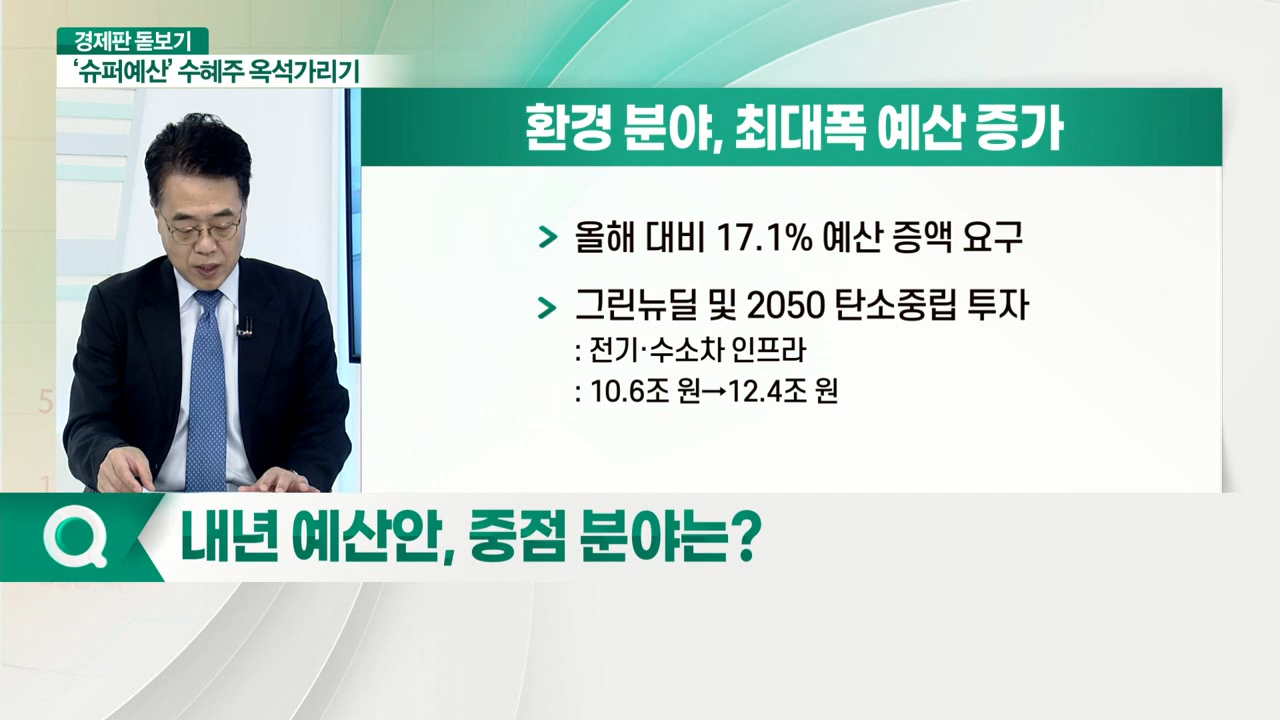 경제판 돋보기
‘슈퍼예산’ 수혜주 옥석가리기
환경 분야, 최대폭 예산 증가
> 올해 대비 17.1% 예산 증액 요구
> 그린뉴딜 및 2050 탄소중립 투자
: 전기·수소차 인프라
: 10.6조 원→12.4조 원
5
1
Q 내년 예산안, 중점 분야는?